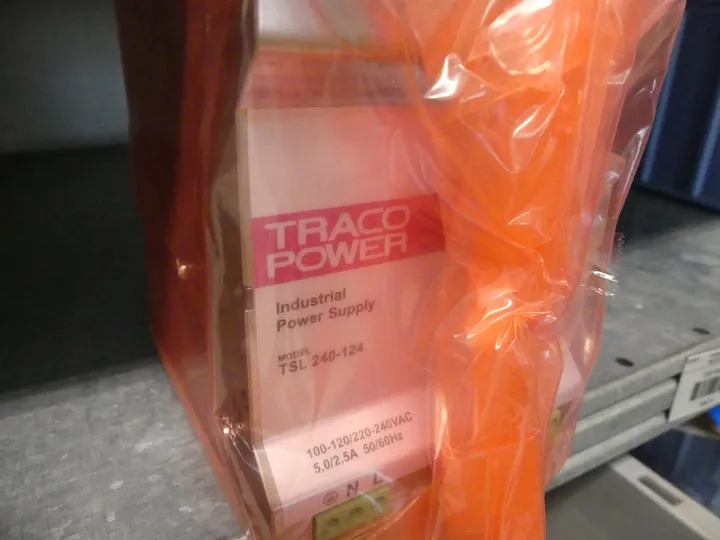 TRACO
POWER
Industrial
Power Supply
MODEL
TSL 240-124
100-120/220-240VAC
5,0/2,5A 50/60Hz
N L